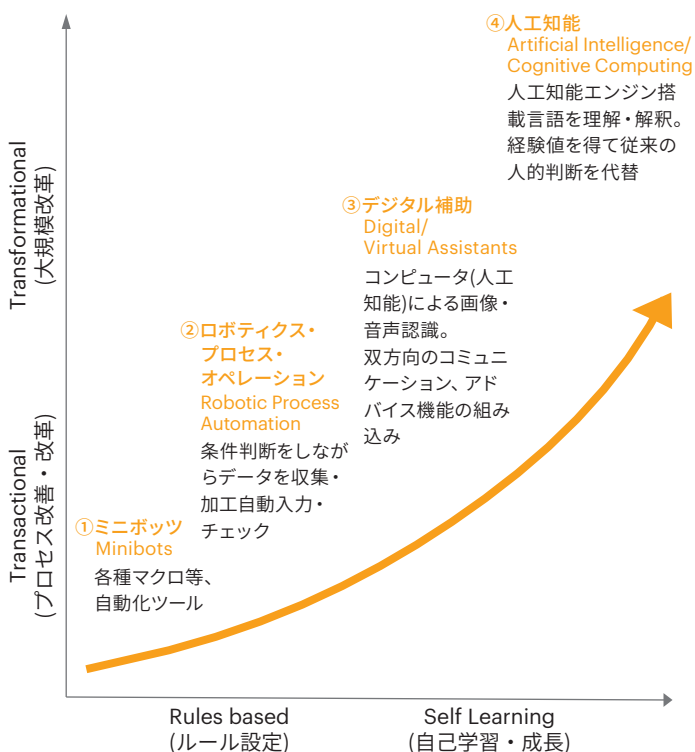 ④人工知能
Artificial Intelligence/
Cognitive Computing
人工知能エンジン搭
載言語を理解・解釈。
経験値を得て従来の
人的判断を代替
③デジタル補助
Digital/
Virtual Assistants
コンピュータ(人工
知能)による画像・
音声認識。
双方向のコミュニ
ケーション、アド
バイス機能の組み
込み
②ロボティクス・
プロセス・
オペレーション
Robotic Process
Automation
条件判断をしなが
らデータを収集・
加工自動入力・
チェック
①ミニボッツ
Minibots
各種マクロ等、
自動化ツール
Transformational
(大規模改革)
Transactional
(プロセス改善・改革)
Rules based
(ルール設定)
Self Learning
(自己学習・成長)